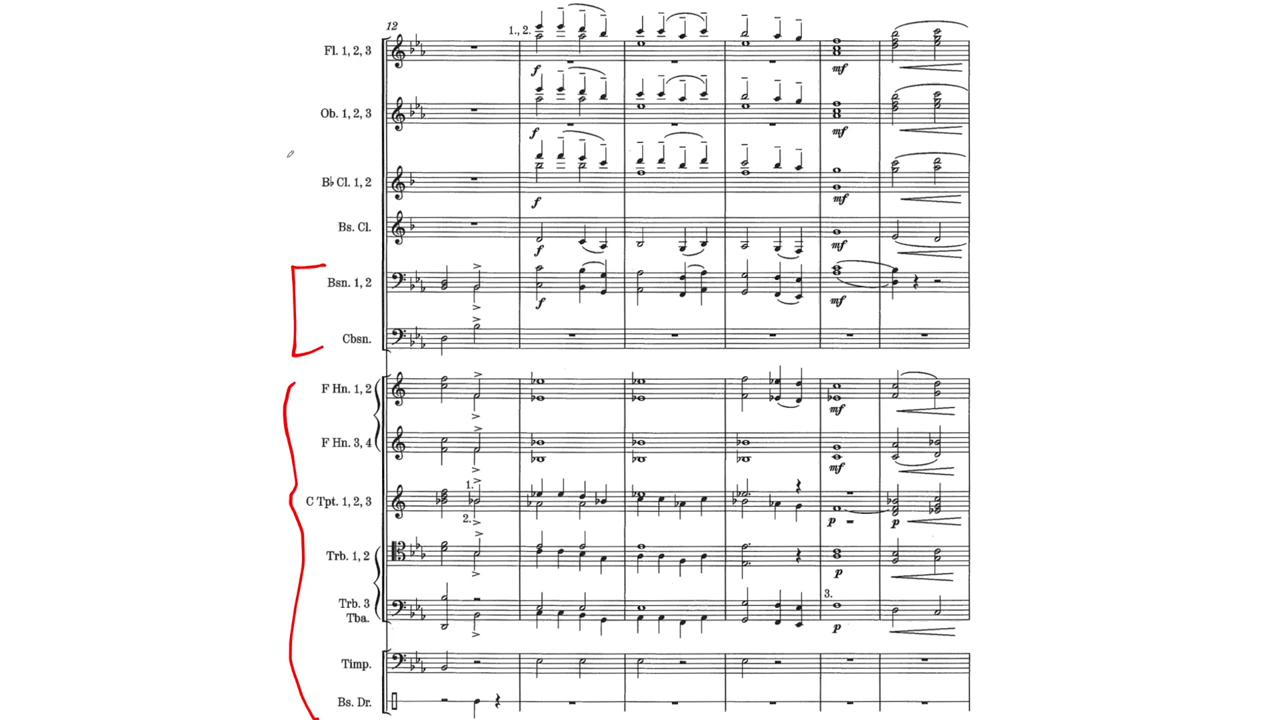 12
Fl. 1, 2, 3
1., 2.
f
mf
Ob. 1, 2, 3
f
mf
B♭ Cl. 1, 2
f
mf
Bs. Cl.
f
mf
Bsn. 1, 2
f
mf
Cbsn.
F Hn. 1, 2
mf
F Hn. 3, 4
mf
1.
C Tpt. 1, 2, 3
2.
p
p
Trb. 1, 2
p
3.
Trb. 3
Tba.
p
Timp.
Bs. Dr.